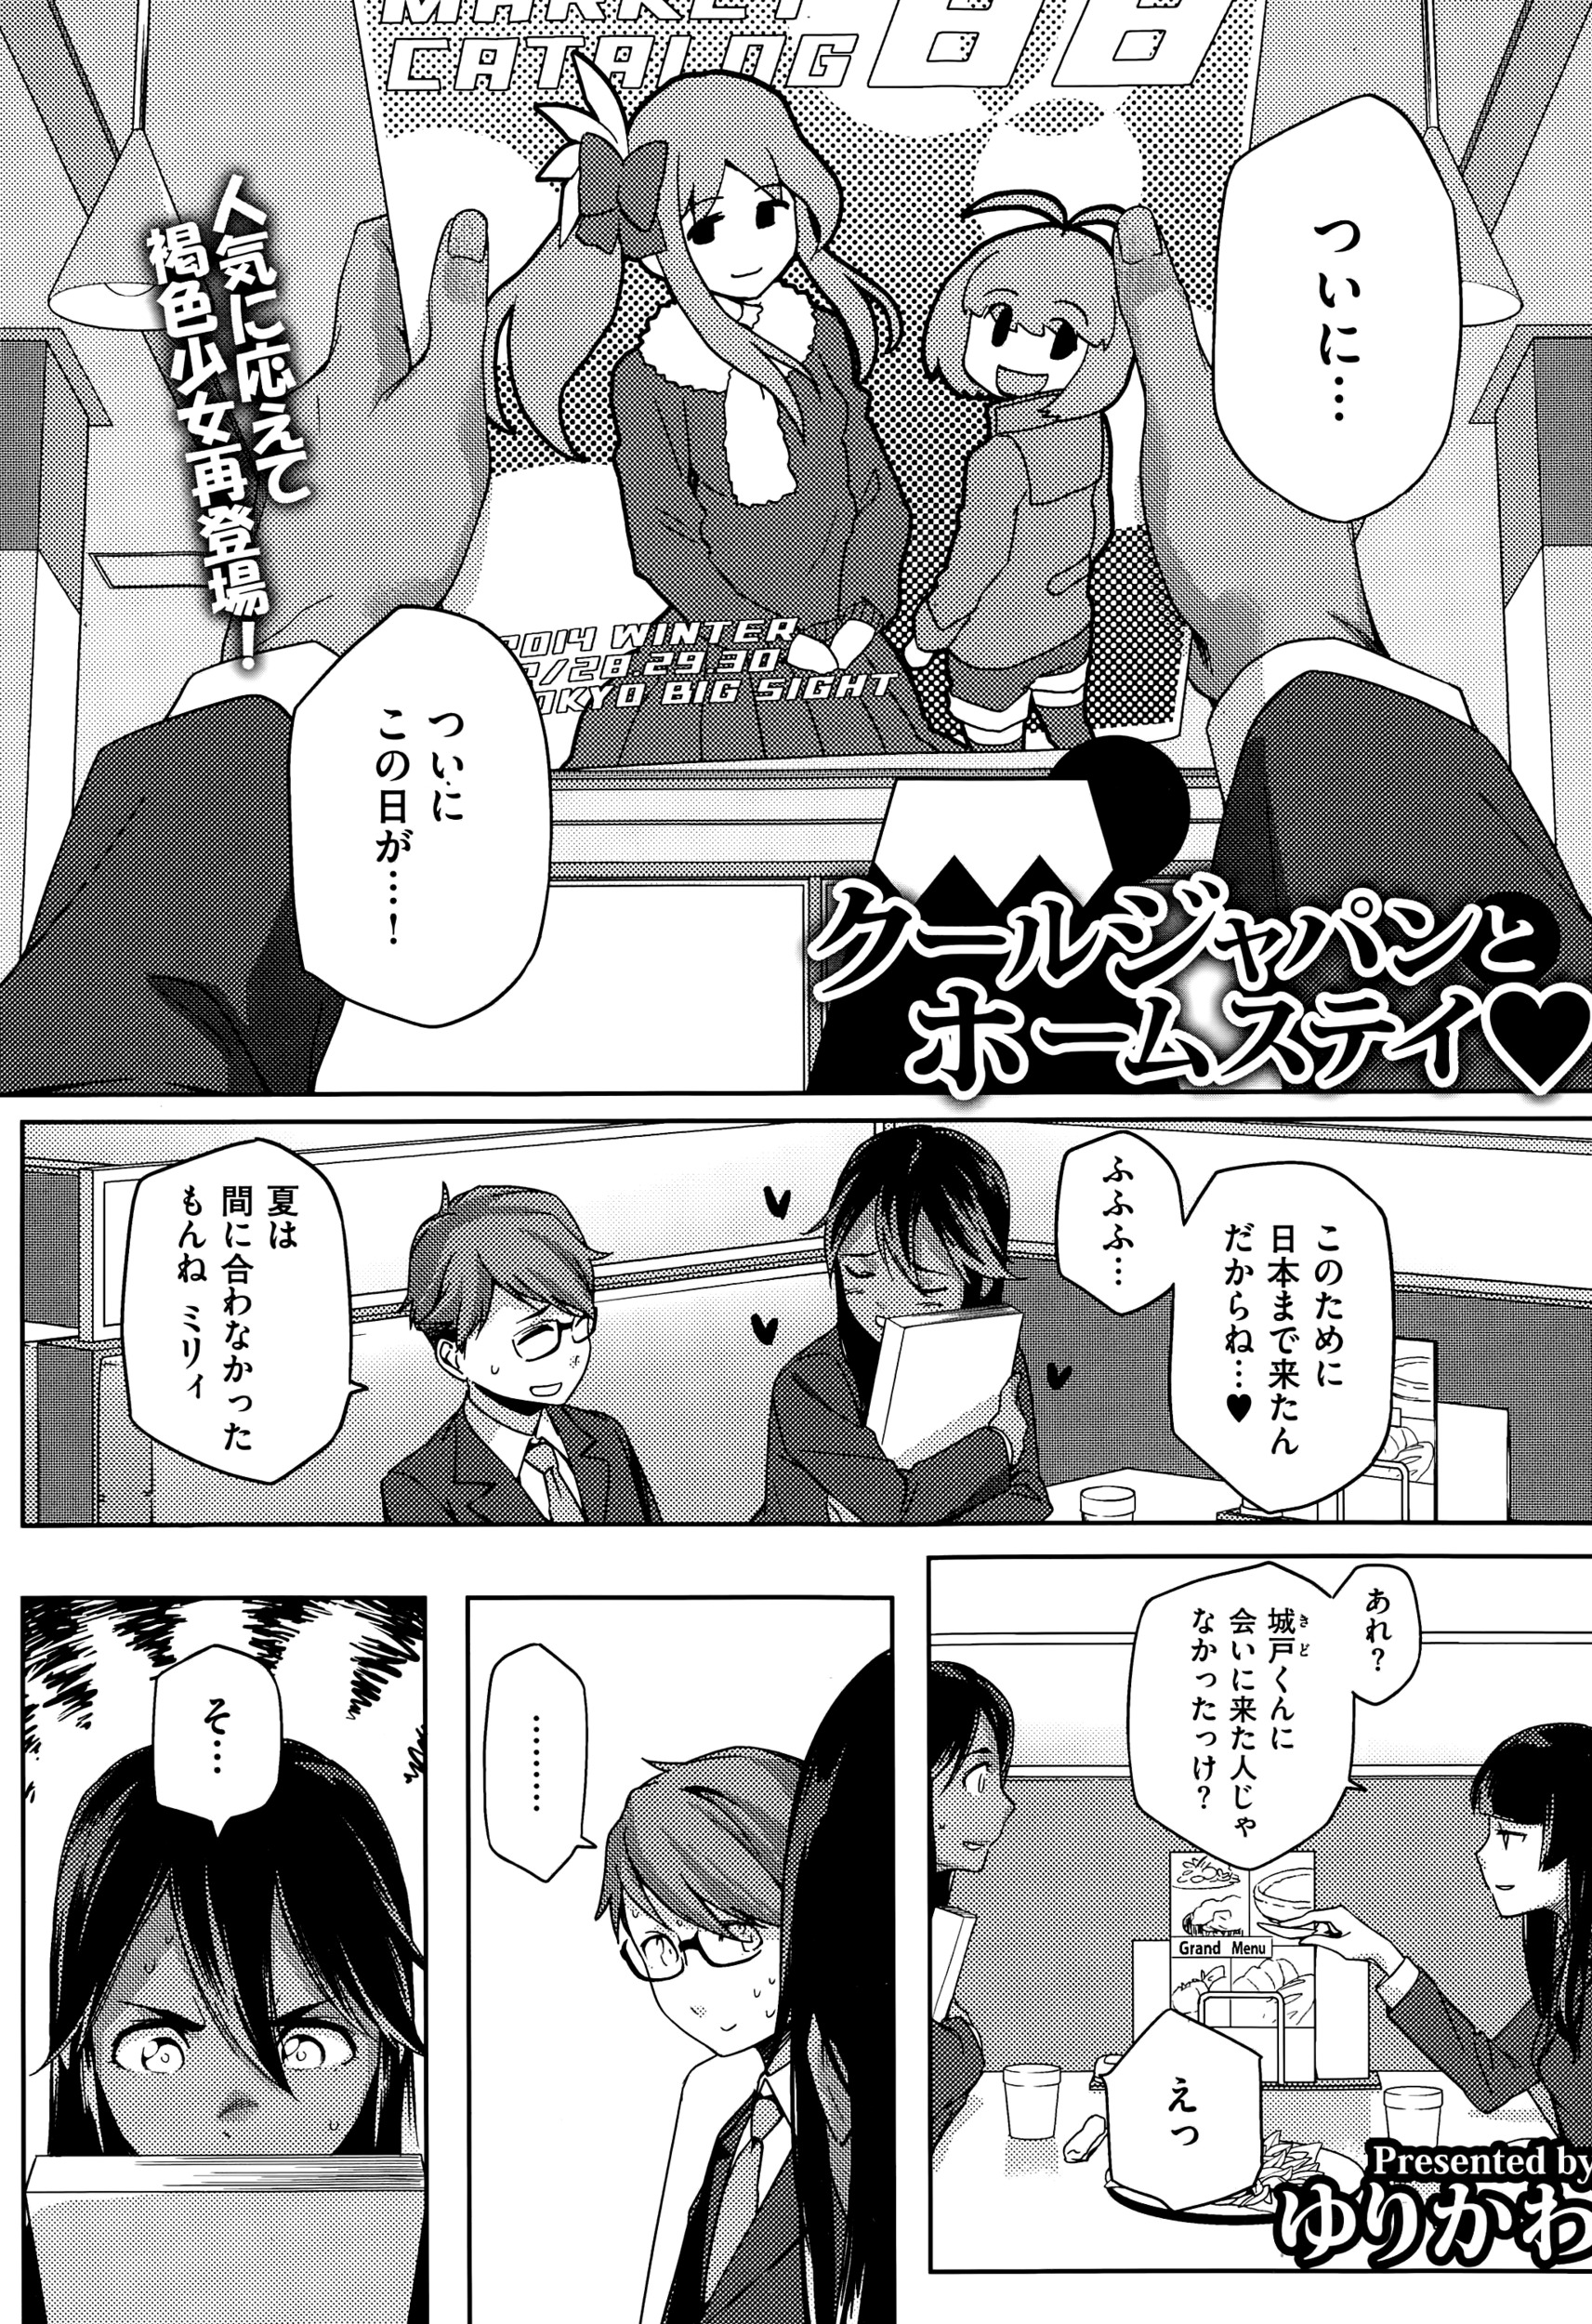 MARKET
CATALOG 88
ついに…
人気に応えて
褐色少女再登場！
2014 WINTER
12/28.29.30
TOKYO BIG SIGHT
ついに
この日が…！
クールジャパンと
ホームステイ♥
このために
日本まで来たん
だからね…♥
ふふふ…
夏は
間に合わなかった
もんね ミリィ
あれ？
城戸くんに
きど
会いに来た人じゃ
なかったっけ？
Grand Menu
えっ
Presented by
ゆりかわ
………
そ…